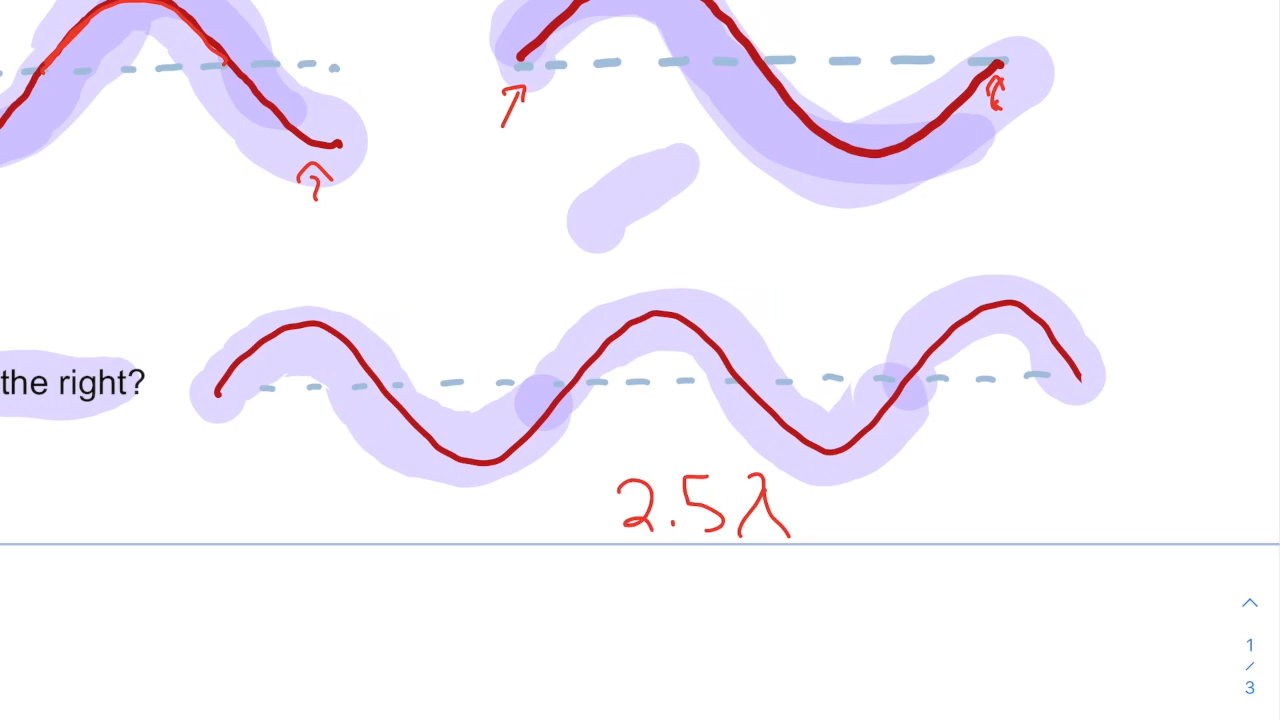 the right?
2.5λ
1
/
3